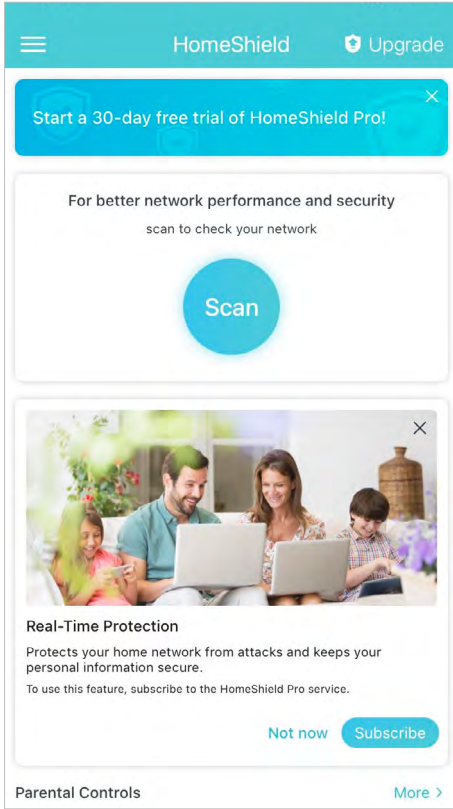 HomeShield
Upgrade
Start a 30-day free trial of HomeShield Pro!
For better network performance and security
scan to check your network
Scan
Real-Time Protection
Protects your home network from attacks and keeps your
personal information secure.
To use this feature, subscribe to the HomeShield Pro service.
Not now
Subscribe
Parental Controls
More >